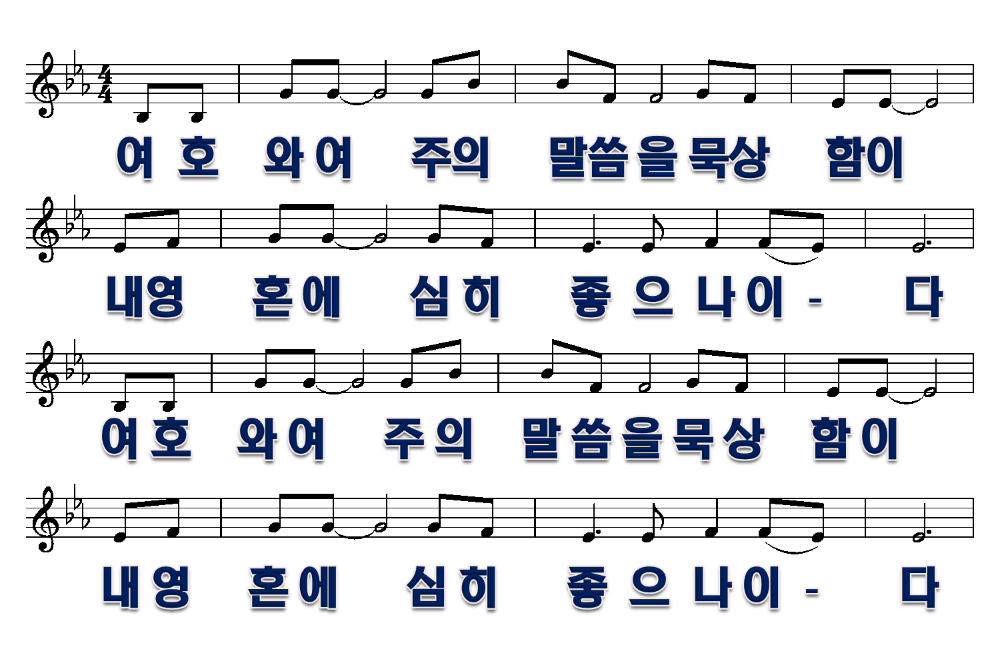 4 4
여 호 와 여 주의 말씀 을 묵상 함이
내영 혼 에 심 히 좋 으 나 이 - 다
여 호 와 여 주 의 말 씀 을 묵 상 함 이
내 영 혼 에 심 히 좋 으 나 이 - 다